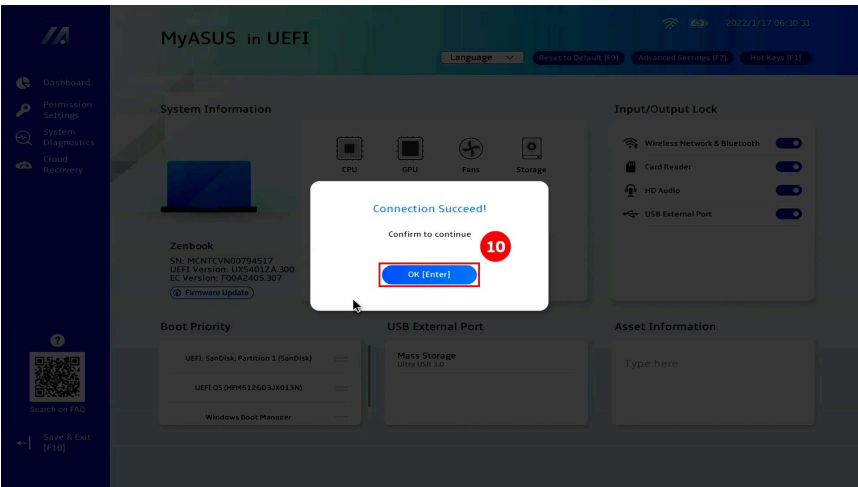 MyASUS in UEFI
2022/1/17 06:30:31
Language
Reset to Default [F9]
Advanced Settings [F7]
Hot Keys [F1]
Dashboard
Permission
Settings
System
Diagnostics
Cloud
Recovery
?
Search on FAQ
Save & Exit
[F10]
System Information
CPU
GPU
Fans
Storage
Zenbook
SN: MCNTCVN00794517
UEFI Version: UX5401ZA.300
EC Version: F00A2405.307
Firmware Update
Input/Output Lock
Wireless Network & Bluetooth
Card Reader
HD Audio
USB External Port
Connection Succeed!
Confirm to continue
10
OK [Enter]
Boot Priority
UEFI: SanDisk, Partition 1 (SanDisk)
UEFI OS (HFM512GD3JX013N)
Windows Boot Manager
USB External Port
Mass Storage
Ultra USB 3.0
Asset Information
Type here